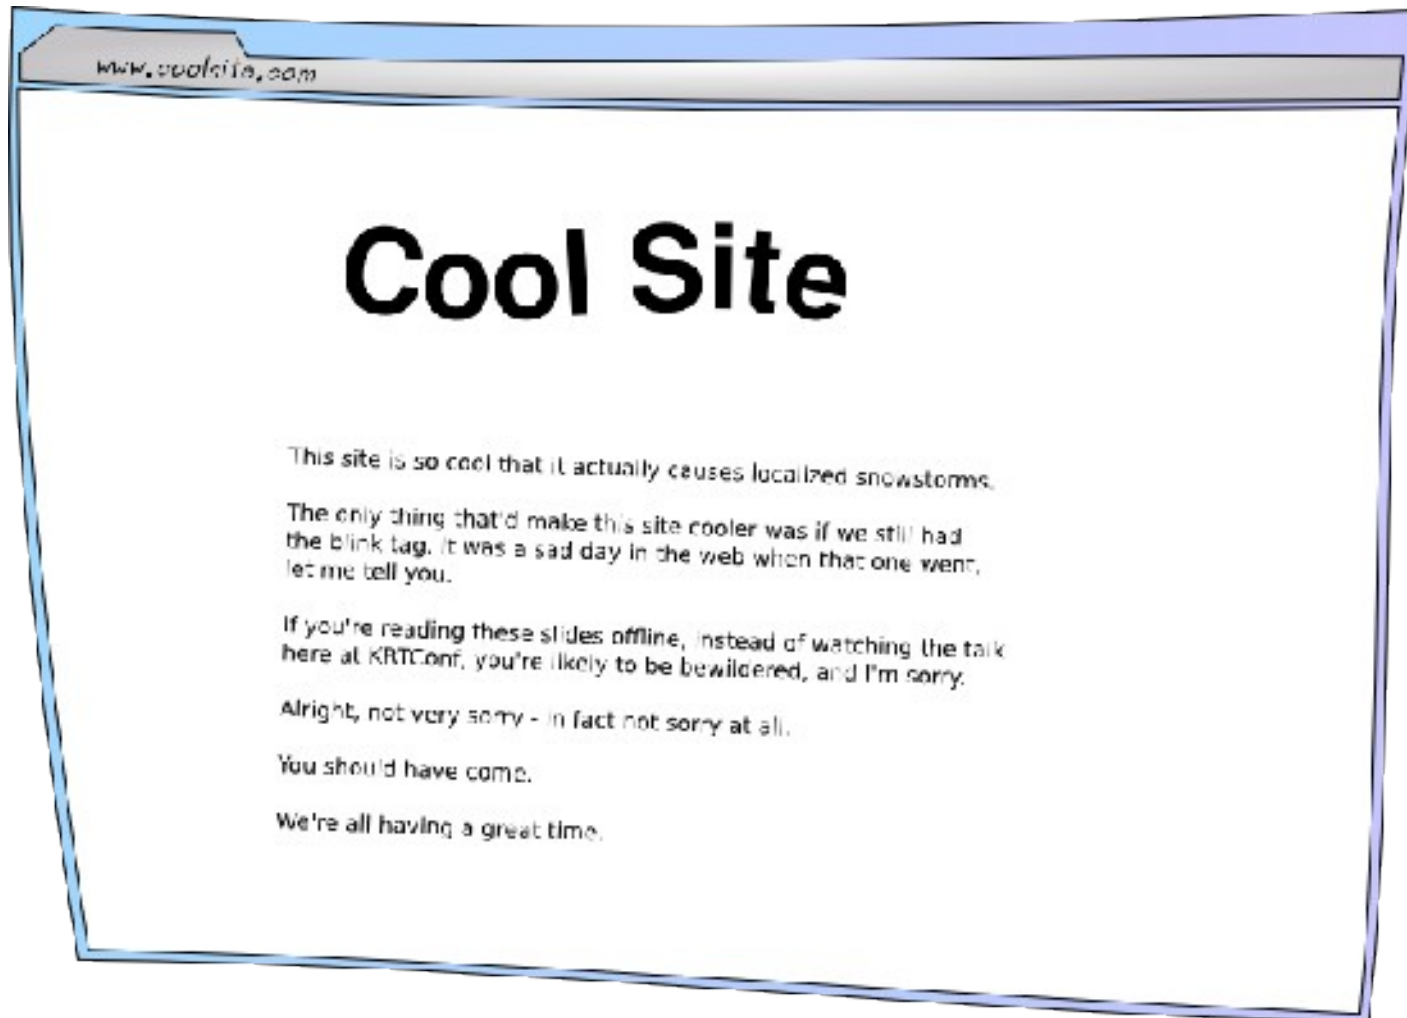 www.coolsite.com
Cool Site
This site is so cool that it actually causes localized snowstorms.
The only thing that'd make this site cooler was if we still had
the blink tag. It was a sad day in the web when that one went,
let me tell you.
If you're reading these slides offline, instead of watching the talk
here at KRTConf, you're likely to be bewildered, and I'm sorry.
Alright, not very sorry - in fact not sorry at all.
You should have come.
We're all having a great time.